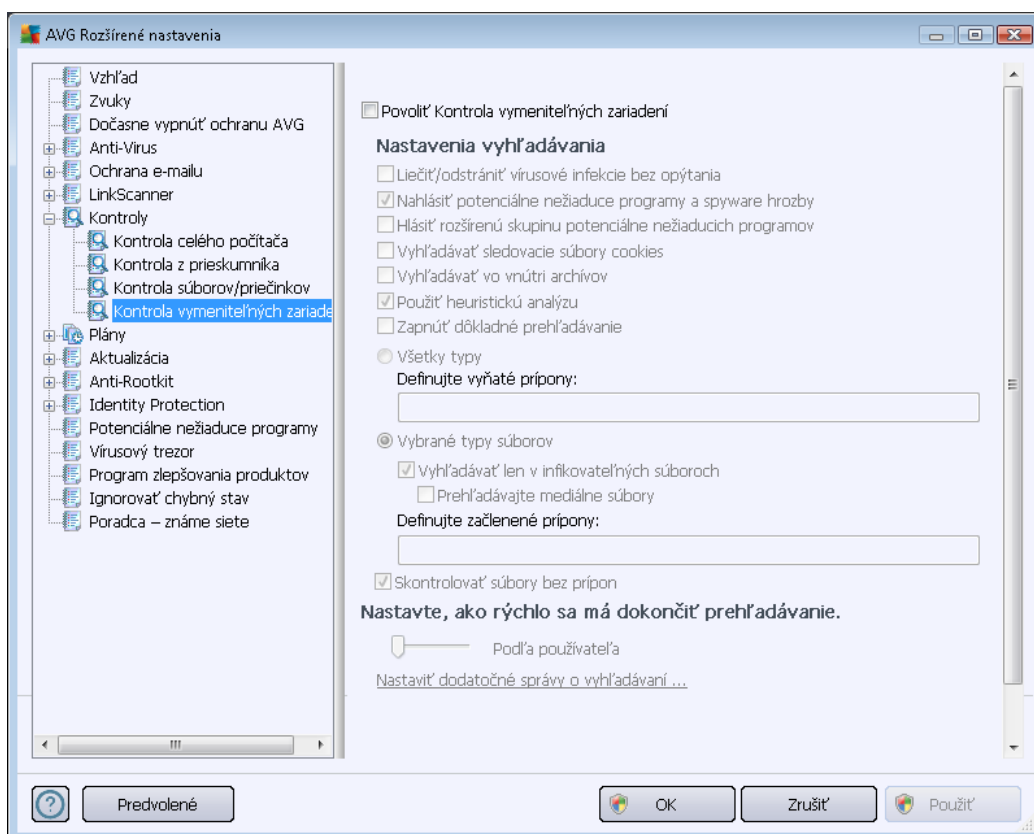 AVG Rozšírené nastavenia
Vzhľad
Zvuky
Dočasne vypnúť ochranu AVG
Anti-Virus
Ochrana e-mailu
LinkScanner
Kontroly
Kontrola celého počítača
Kontrola z prieskumníka
Kontrola súborov/priečinkov
Kontrola vymeniteľných zariade
Plány
Aktualizácia
Anti-Rootkit
Identity Protection
Potenciálne nežiaduce programy
Vírusový trezor
Program zlepšovania produktov
Ignorovať chybný stav
Poradca – známe siete
Povoliť Kontrola vymeniteľných zariadení
Nastavenia vyhľadávania
Liečiť/odstrániť vírusové infekcie bez opýtania
Nahlásiť potenciálne nežiaduce programy a spyware hrozby
Hlásiť rozšírenú skupinu potenciálne nežiaducich programov
Vyhľadávať sledovacie súbory cookies
Vyhľadávať vo vnútri archívov
Použiť heuristickú analýzu
Zapnúť dôkladné prehľadávanie
Všetky typy
Definujte vyňaté prípony:
Vybrané typy súborov
Vyhľadávať len v infikovateľných súboroch
Prehľadávajte mediálne súbory
Definujte začlenené prípony:
Skontrolovať súbory bez prípon
Nastavte, ako rýchlo sa má dokončiť prehľadávanie.
Podľa používateľa
Nastaviť dodatočné správy o vyhľadávaní ...
Predvolené
OK
Zrušiť
Použiť